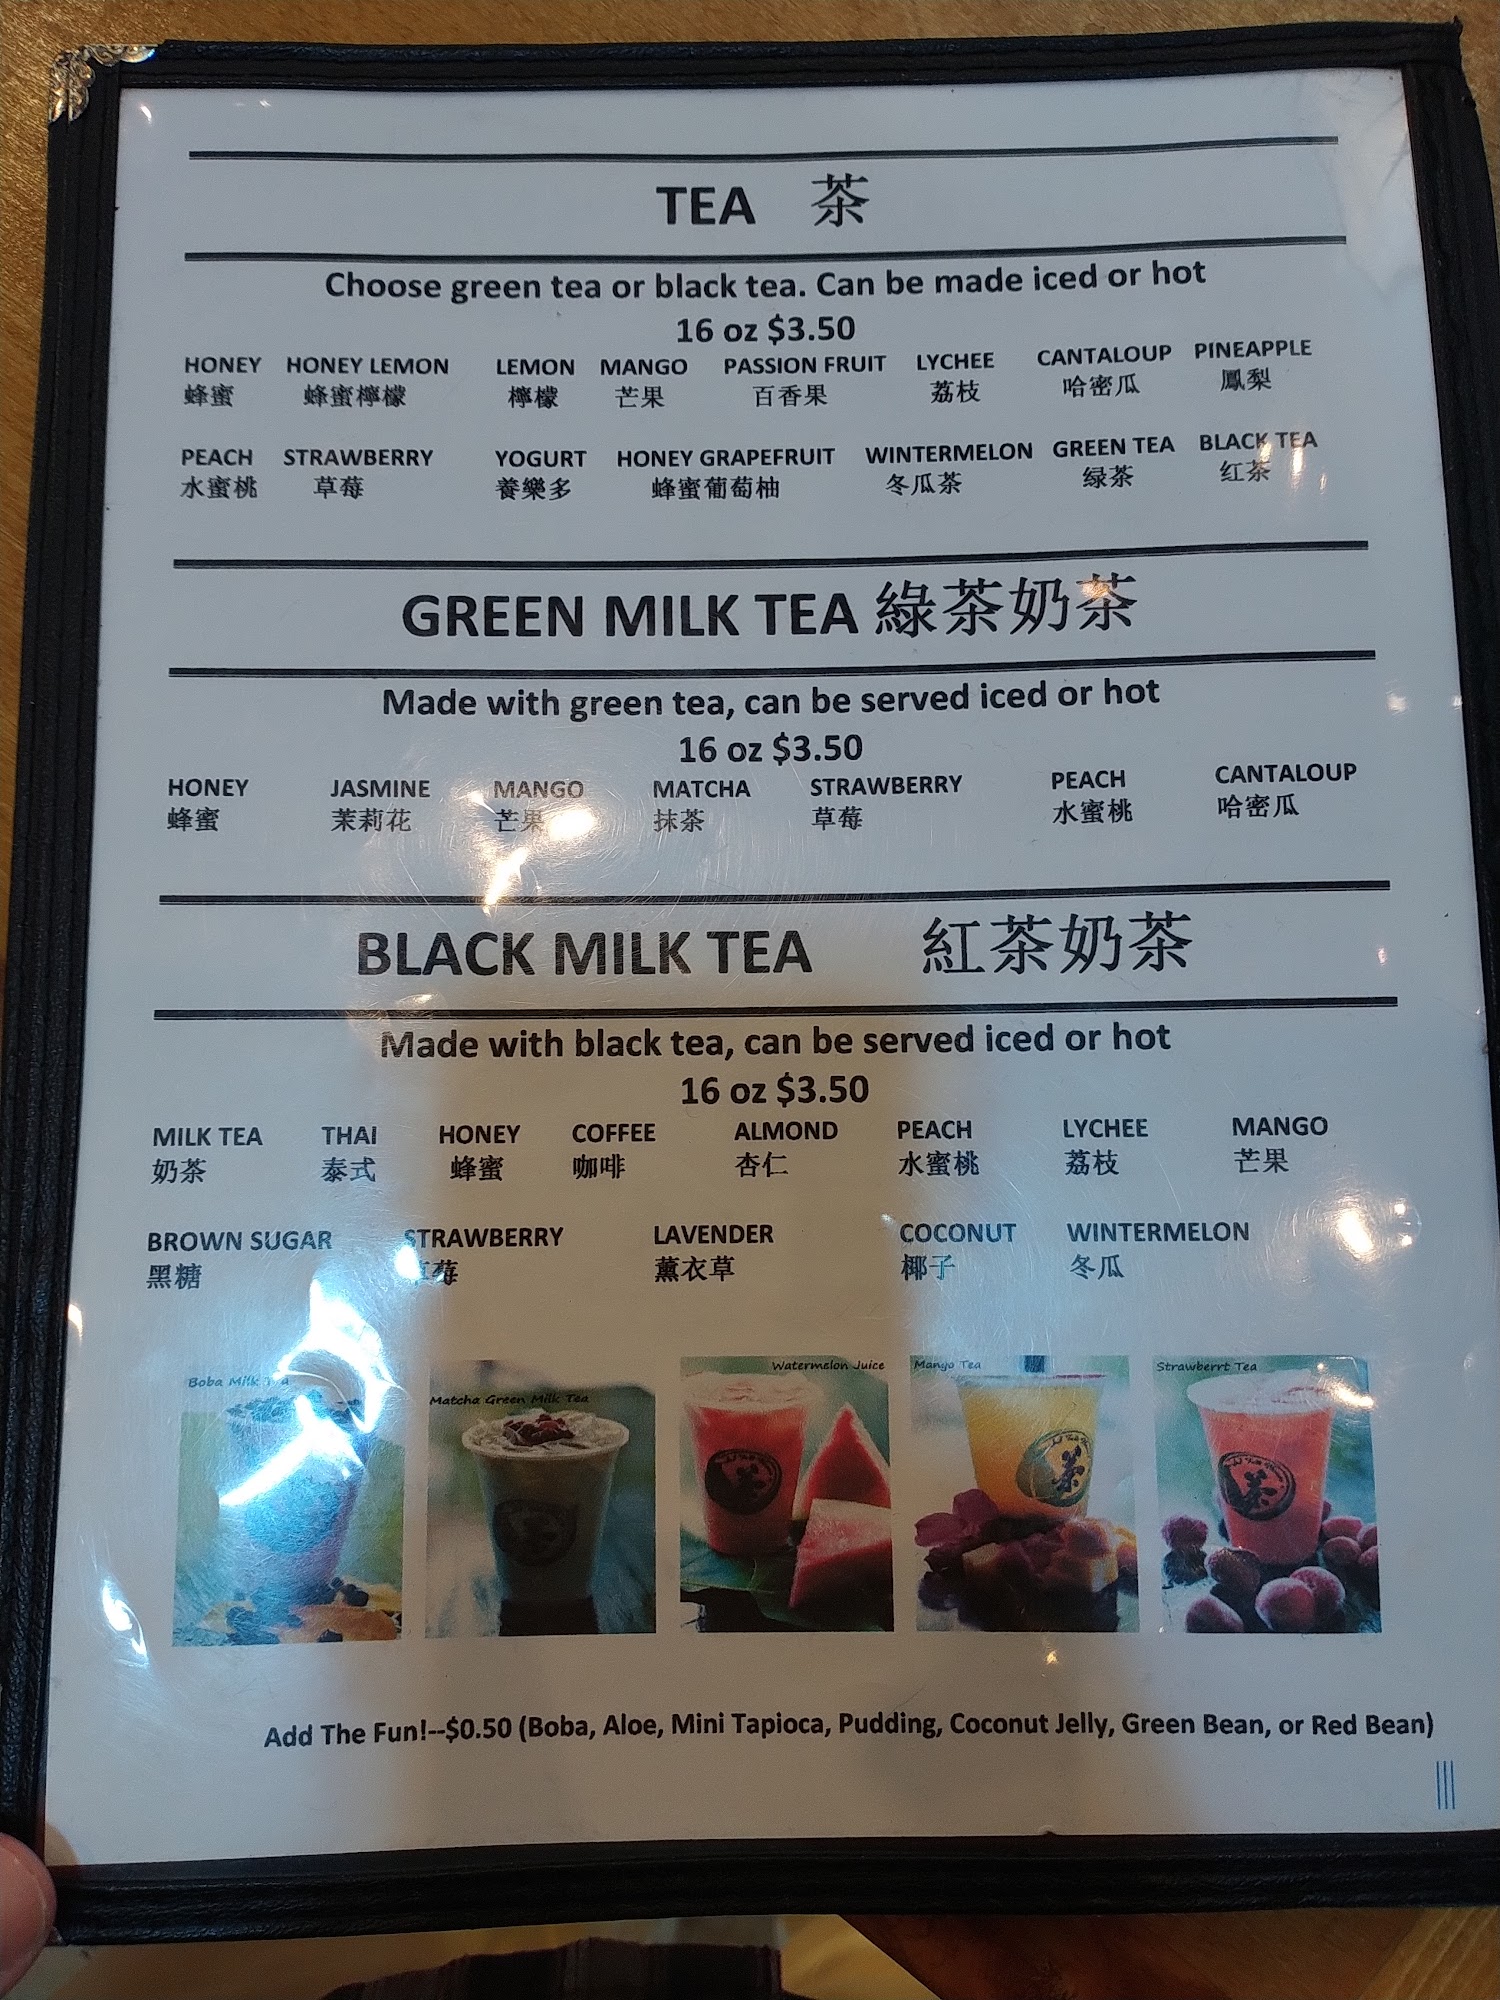 TEA 茶
Choose green tea or black tea. Can be made iced or hot
16 oz $3.50
HONEY HONEY LEMON LEMON MANGO PASSION FRUIT LYCHEE CANTALOUP PINEAPPLE
蜂蜜 蜂蜜檸檬 檸檬 芒果 百香果 荔枝 哈密瓜 鳳梨
PEACH STRAWBERRY YOGURT HONEY GRAPEFRUIT WINTERMELON GREEN TEA BLACK TEA
水蜜桃 草莓 養樂多 蜂蜜葡萄柚 冬瓜茶 绿茶 红茶
GREEN MILK TEA 綠茶奶茶
Made with green tea, can be served iced or hot
16 oz $3.50
HONEY JASMINE MANGO MATCHA STRAWBERRY PEACH CANTALOUP
蜂蜜 茉莉花 芒果 抹茶 草莓 水蜜桃 哈密瓜
BLACK MILK TEA 紅茶奶茶
Made with black tea, can be served iced or hot
16 oz $3.50
MILK TEA THAI HONEY COFFEE ALMOND PEACH LYCHEE MANGO
奶茶 泰式 蜂蜜 咖啡 杏仁 水蜜桃 荔枝 芒果
BROWN SUGAR STRAWBERRY LAVENDER COCONUT WINTERMELON
黑糖 草莓 薰衣草 椰子 冬瓜
Boba Milk Tea Matcha Green Milk Tea Watermelon Juice Mango Tea Strawberrt Tea
茶 茶 茶
Add The Fun!--$0.50 (Boba, Aloe, Mini Tapioca, Pudding, Coconut Jelly, Green Bean, or Red Bean)